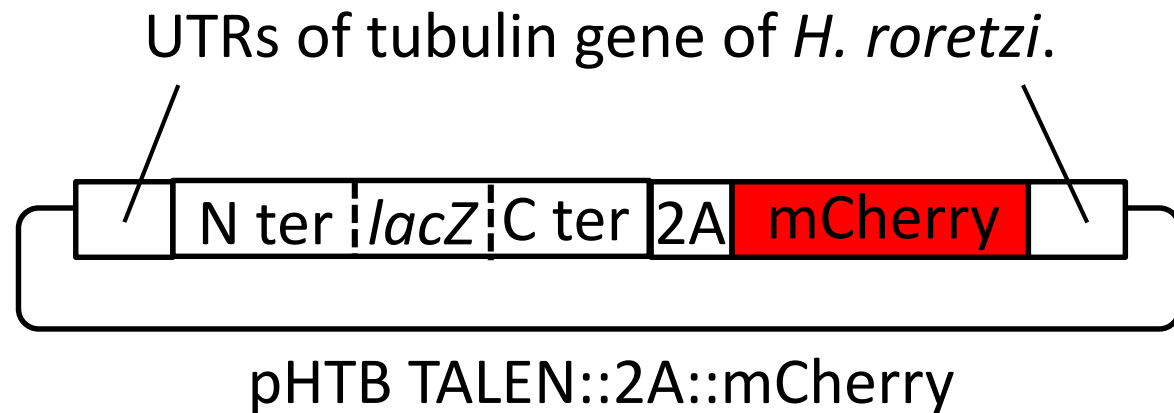 UTRs of tubulin gene of H. roretzi.
N ter lacZ C ter 2A mCherry
pHTB TALEN::2A::mCherry